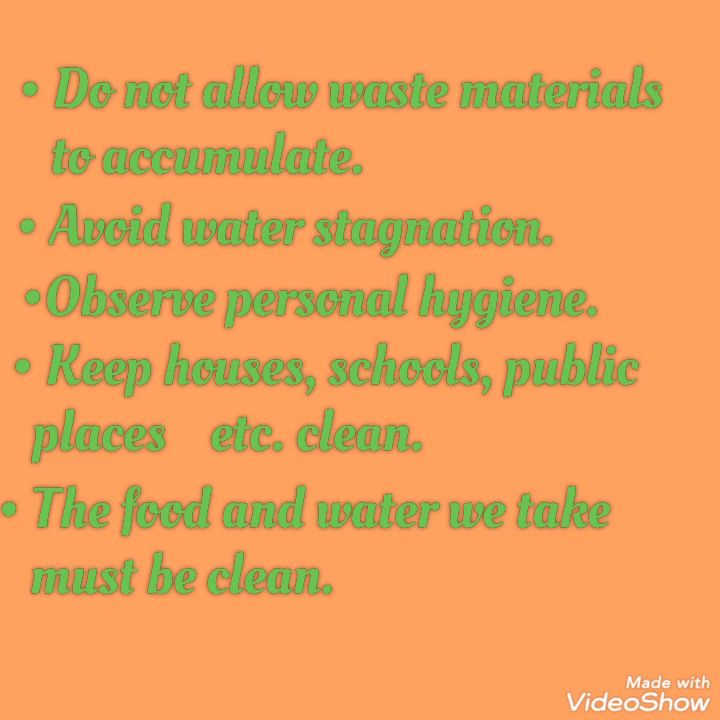 • Do not allow waste materials
to accumulate.
• Avoid water stagnation.
•Observe personal hygiene.
• Keep houses, schools, public
places etc. clean.
• The food and water we take
must be clean.
Made with
VideoShow